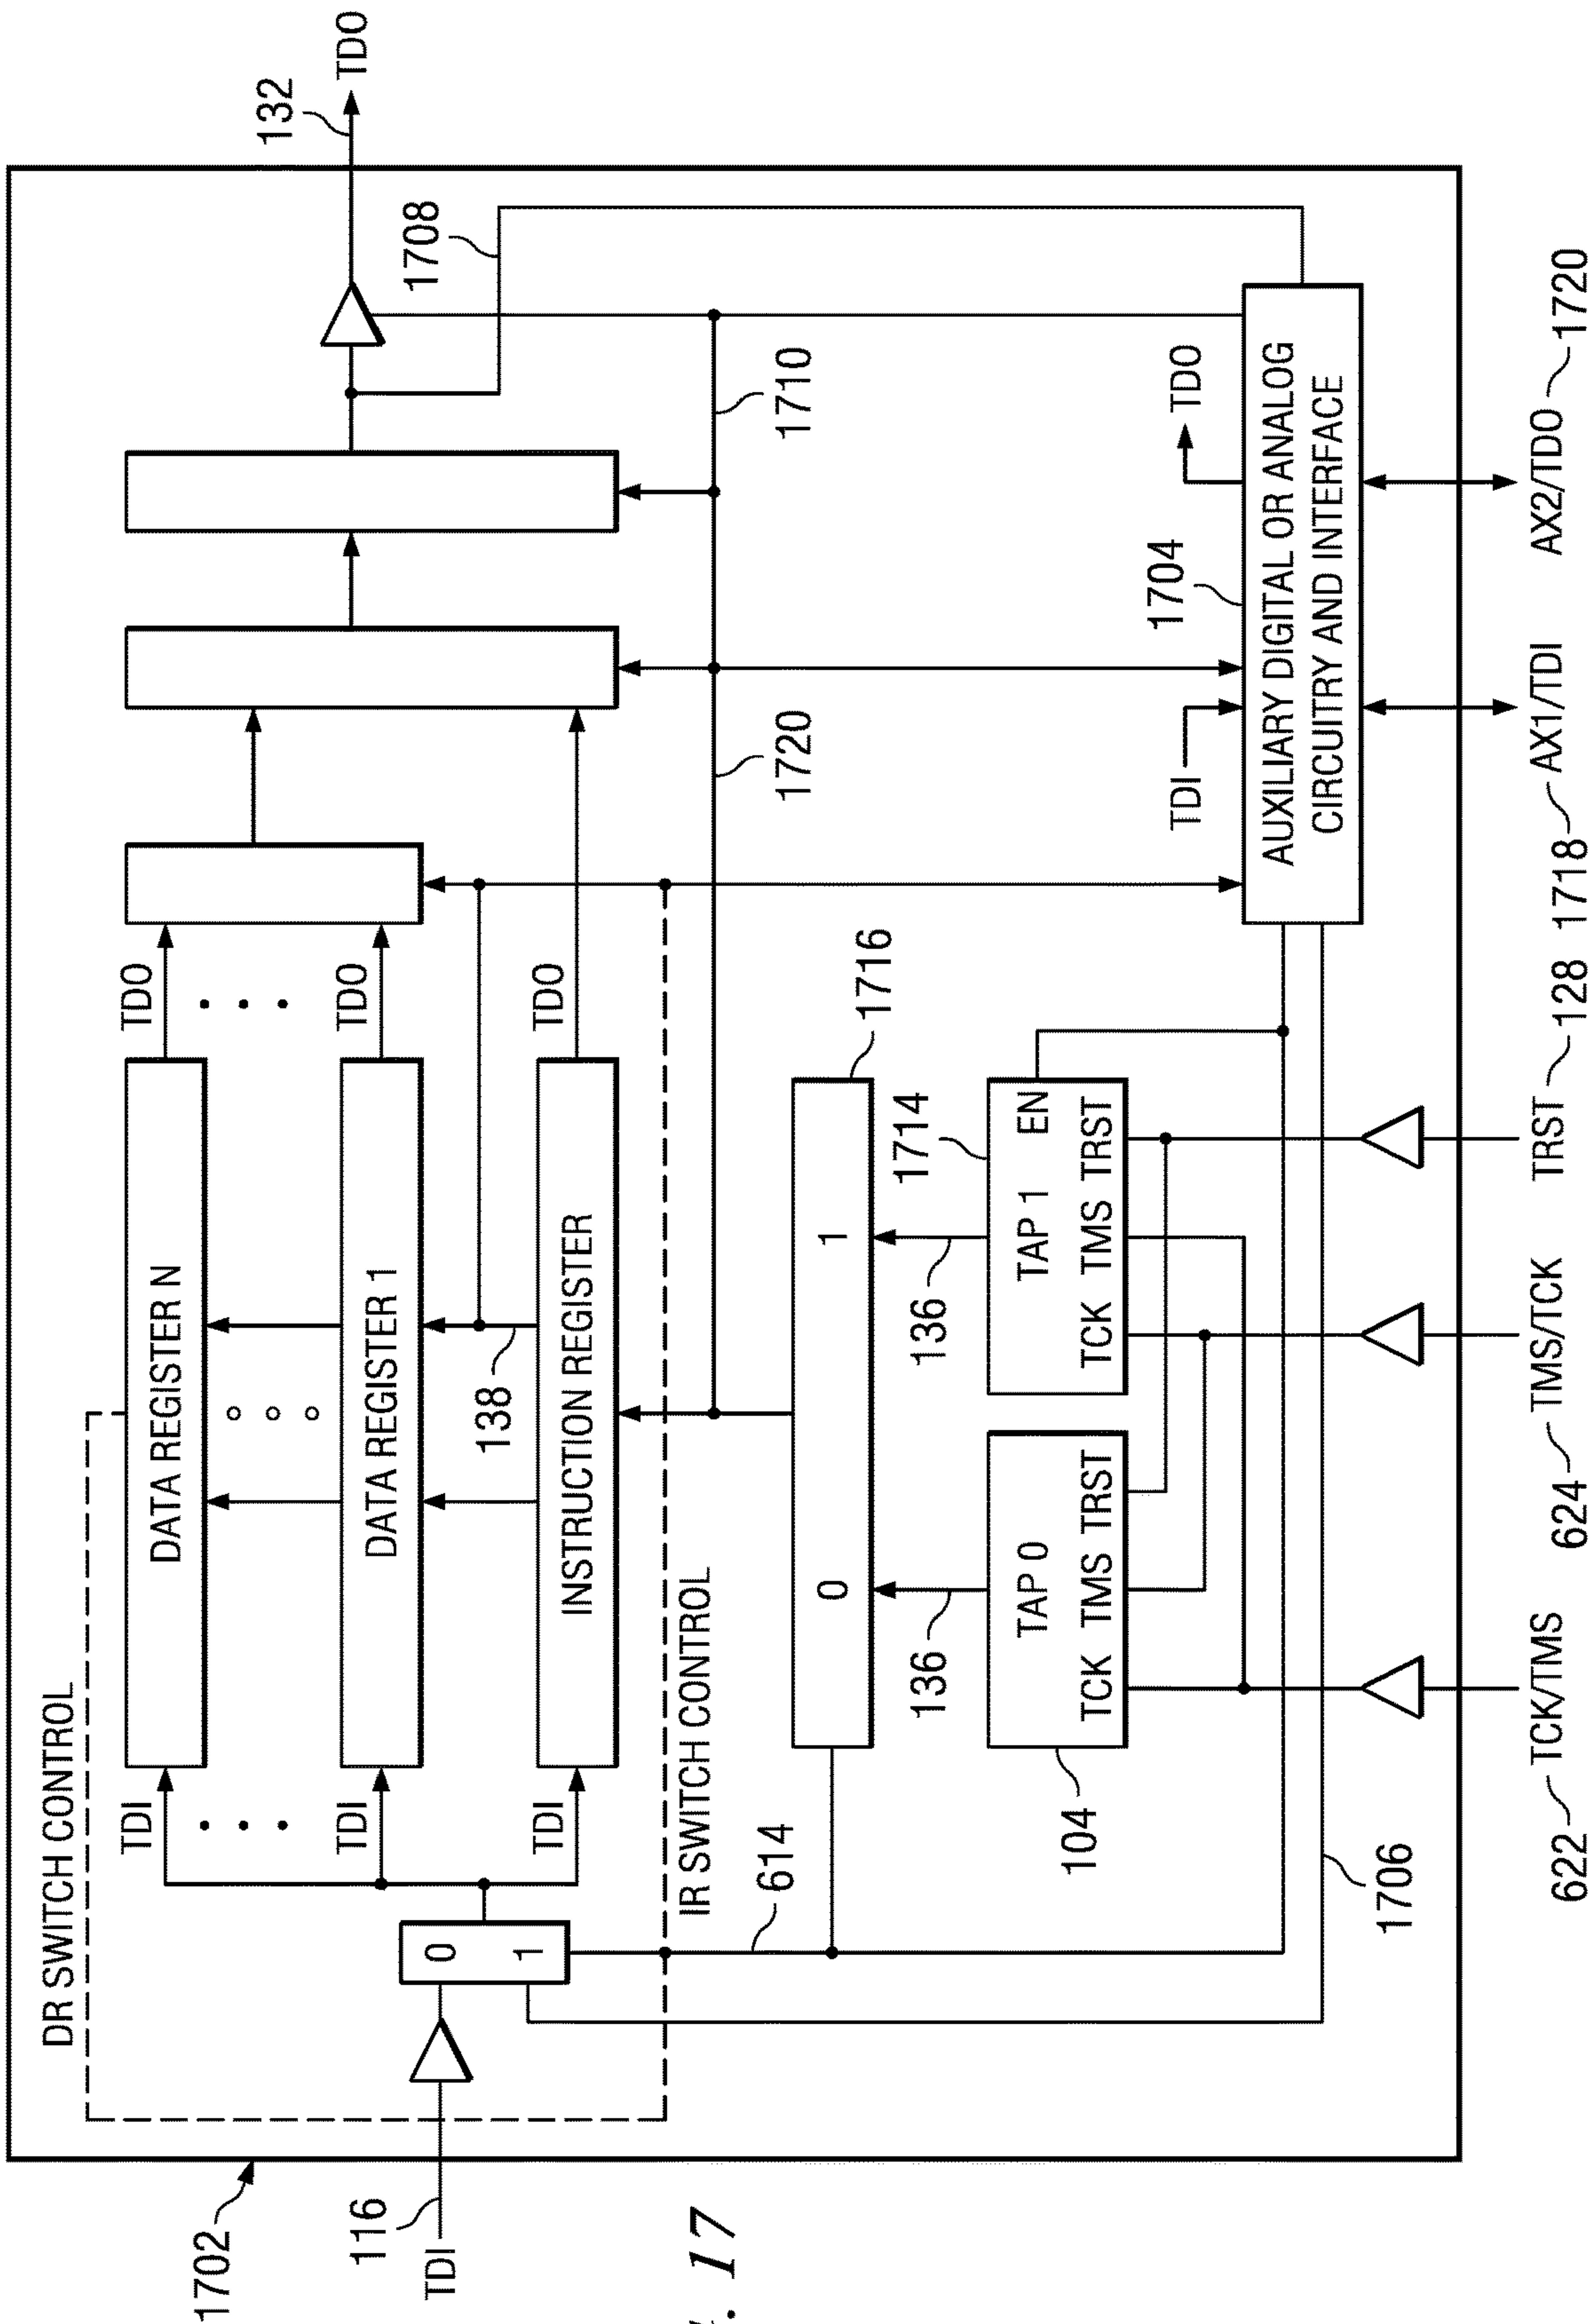 1702
116
TDI
DR SWITCH CONTROL
TDI
DATA REGISTER N
TDO
TDI
DATA REGISTER 1
TDO
138
TDI
INSTRUCTION REGISTER
TDO
0
1
IR SWITCH CONTROL
614
132
TDO
1708
1710
1720
0
1
1716
136
136
TAP 0
TCK TMS TRST
104
TAP 1 EN
TCK TMS TRST
1714
1706
TDI
TDO
1704
AUXILIARY DIGITAL OR ANALOG
CIRCUITRY AND INTERFACE
622 TCK/TMS
624 TMS/TCK
TRST 128
1718 AX1/TDI
AX2/TDO 1720
. 17